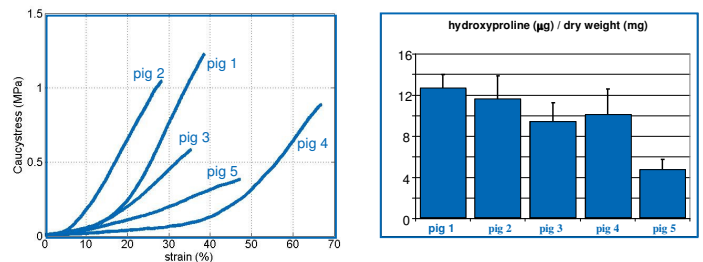 1.5
1
0.5
0
Caucystress (MPa)
pig 2
pig 1
pig 3
pig 5
pig 4
0 10 20 30 40 50 60 70
strain (%)
hydroxyproline (μg) / dry weight (mg)
16
12
8
4
0
pig 1 pig 2 pig 3 pig 4 pig 5